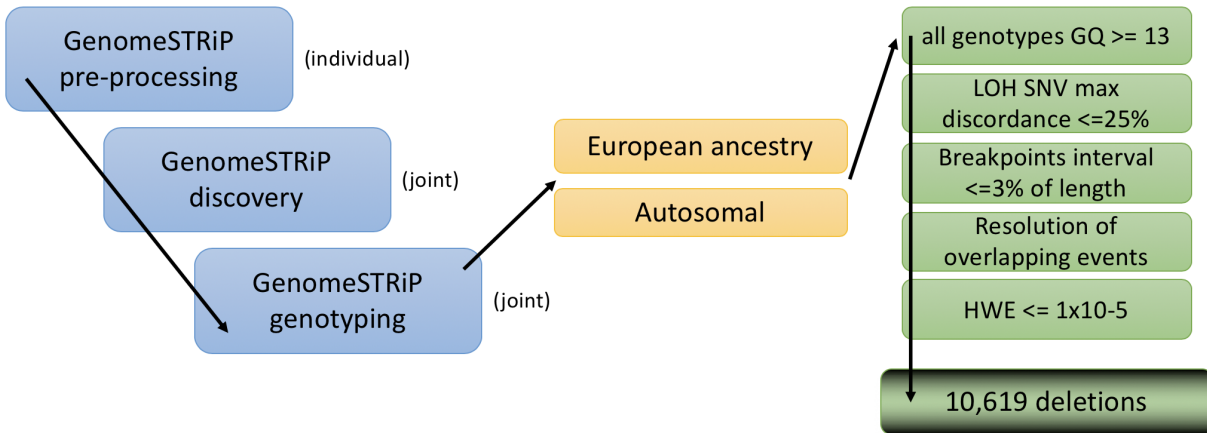 GenomeSTRiP
pre-processing
(individual)
GenomeSTRiP
discovery
(joint)
GenomeSTRiP
genotyping
(joint)
European ancestry
Autosomal
all genotypes GQ >= 13
LOH SNV max
discordance <=25%
Breakpoints interval
<=3% of length
Resolution of
overlapping events
HWE <= 1x10-5
10,619 deletions